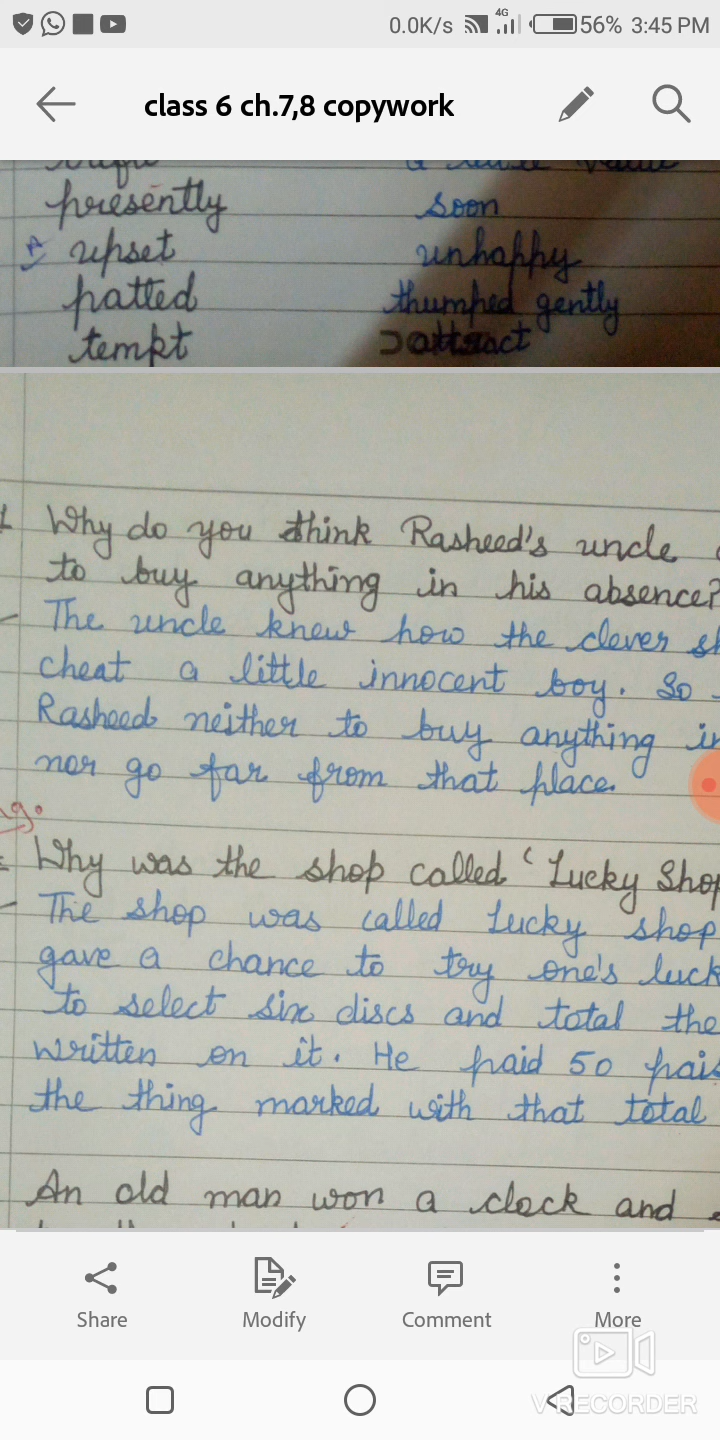 0.0K/s 4G 56% 3:45 PM
class 6 ch.7,8 copywork
presently soon
upset unhappy
patted thumped gently
tempt attract
Why do you think Rasheed's uncle
to buy anything in his absence?
The uncle knew how the clever sh
cheat a little innocent boy. So
Rasheed neither to buy anything in
nor go far from that place.
Why was the shop called 'Lucky Shop
The shop was called Lucky shop
gave a chance to try one's luck
to select six discs and total the
written on it. He paid 50 pais
the thing marked with that total
An old man won a clock and
Share Modify Comment More
V RECORDER